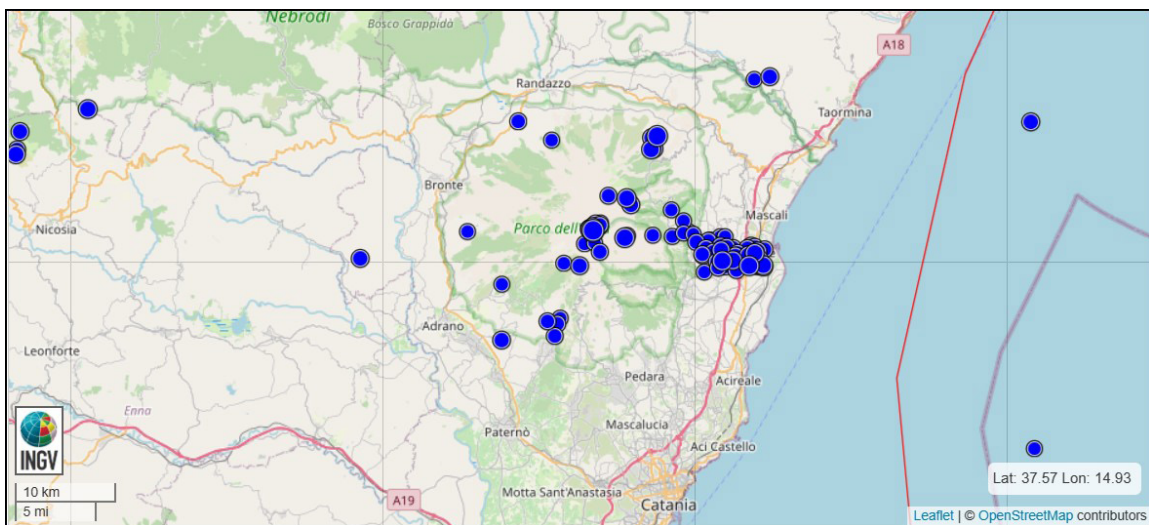 Nebrodi
Bosco Grappidà
A18
Randazzo
Taormina
Bronte
Mascali
Nicosia
Parco dell
Adrano
Leonforte
Pedara
Acireale
Enna
Mascalucia
Paternò
Aci Castello
INGV
Lat: 37.57 Lon: 14.93
10 km
5 mi
A19
Motta Sant'Anastasia
Catania
Leaflet | © OpenStreetMap contributors